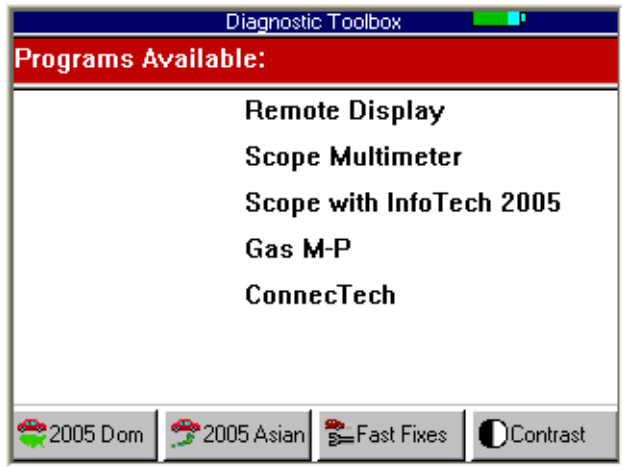 Diagnostic Toolbox
Programs Available:
Remote Display
Scope Multimeter
Scope with InfoTech 2005
Gas M-P
ConnecTech
2005 Dom
2005 Asian
Fast Fixes
Contrast